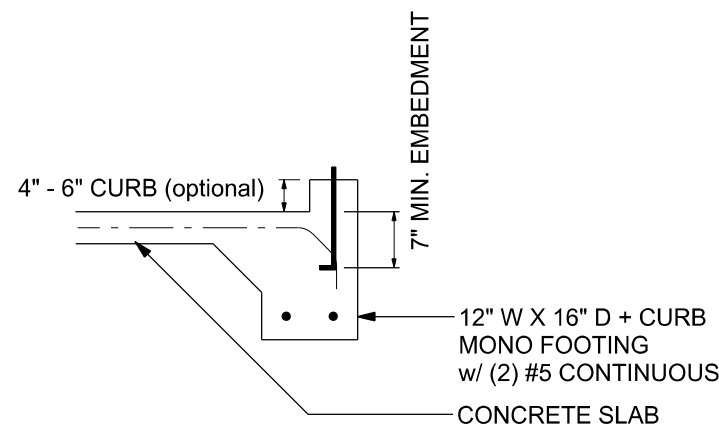 7" MIN. EMBEDMENT
4" - 6" CURB (optional)
12" W X 16" D + CURB
MONO FOOTING
w/ (2) #5 CONTINUOUS
CONCRETE SLAB